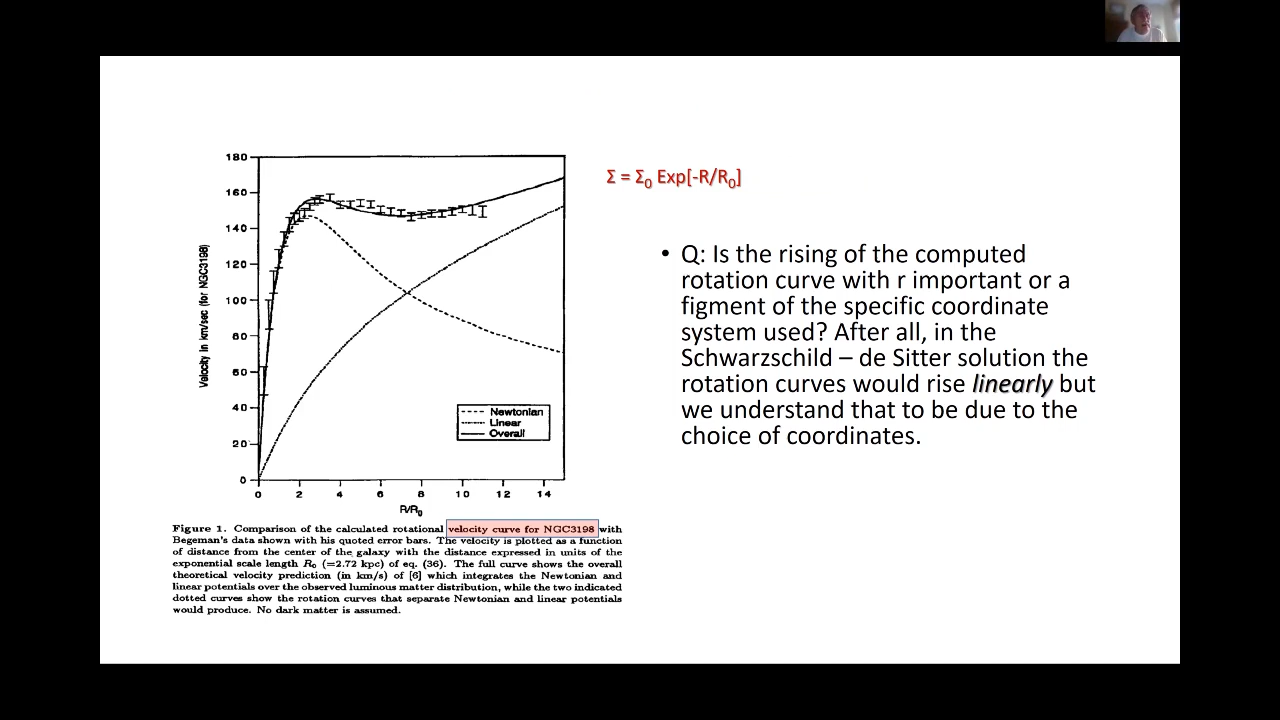 180
160
140
120
100
80
60
40
20
0
Velocity in km/sec (for NGC3198)
0 2 4 6 8 10 12 14
R/R₀
Newtonian
Linear
Overall
Figure 1. Comparison of the calculated rotational velocity curve for NGC3198 with
Begeman's data shown with his quoted error bars. The velocity is plotted as a function
of distance from the center of the galaxy with the distance expressed in units of the
exponential scale length R₀ (=2.72 kpc) of eq. (36). The full curve shows the overall
theoretical velocity prediction (in km/s) of [6] which integrates the Newtonian and
linear potentials over the observed luminous matter distribution, while the two indicated
dotted curves show the rotation curves that separate Newtonian and linear potentials
would produce. No dark matter is assumed.
Σ = Σ₀ Exp[-R/R₀]
• Q: Is the rising of the computed
rotation curve with r important or a
figment of the specific coordinate
system used? After all, in the
Schwarzschild – de Sitter solution the
rotation curves would rise linearly but
we understand that to be due to the
choice of coordinates.